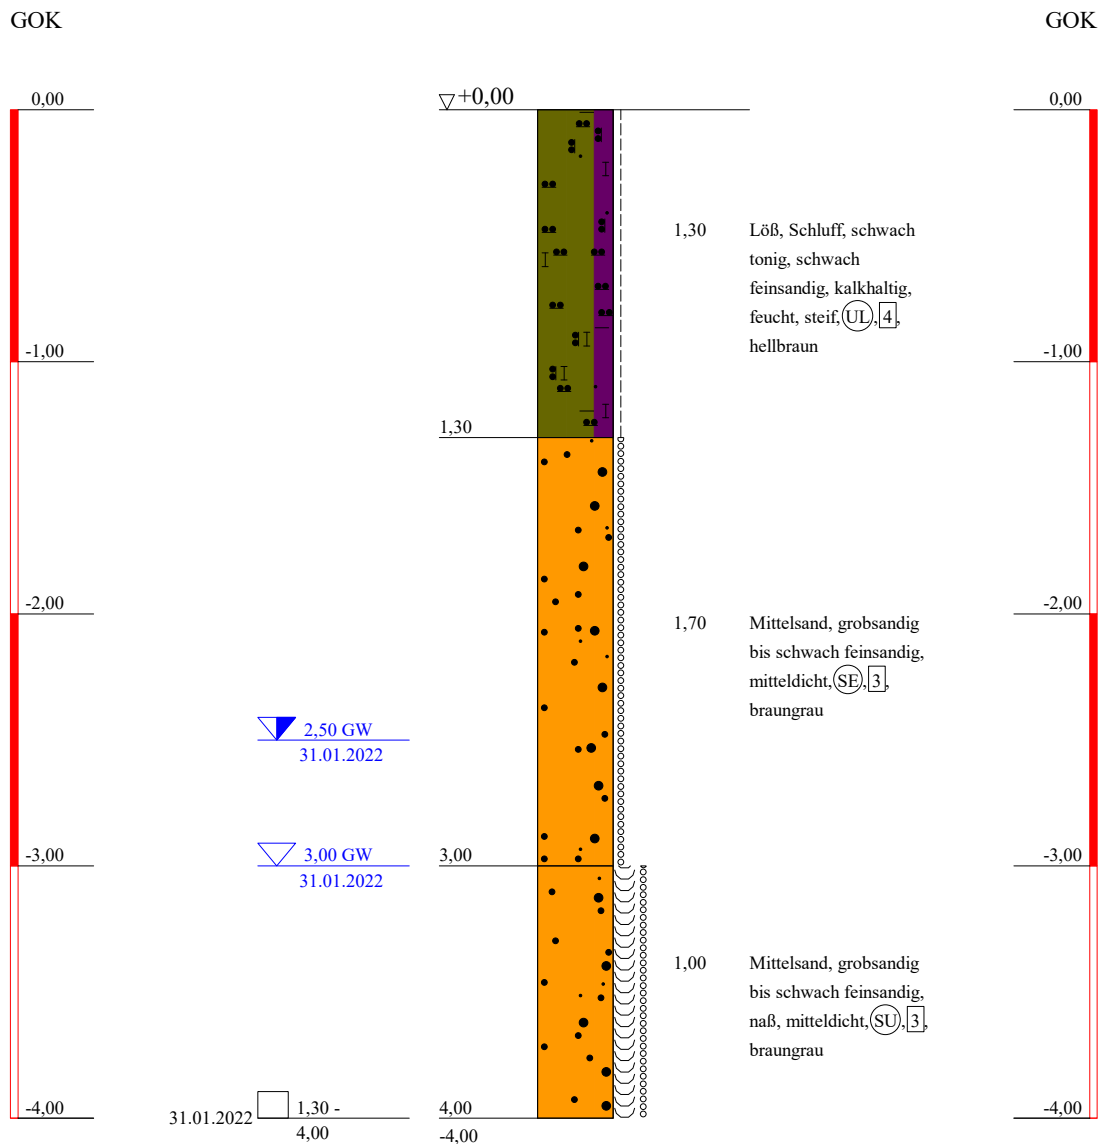 GOK
GOK
0,00
+0,00
0,00
1,30
Löß, Schluff, schwach
tonig, schwach
feinsandig, kalkhaltig,
feucht, steif, UL, 4,
hellbraun
-1,00
-1,00
1,30
-2,00
-2,00
1,70
Mittelsand, grobsandig
bis schwach feinsandig,
mitteldicht, SE, 3,
braungrau
2,50 GW
31.01.2022
-3,00
3,00 GW
31.01.2022
3,00
-3,00
1,00
Mittelsand, grobsandig
bis schwach feinsandig,
naß, mitteldicht, SU, 3,
braungrau
-4,00
31.01.2022
1,30 -
4,00
4,00
-4,00
-4,00